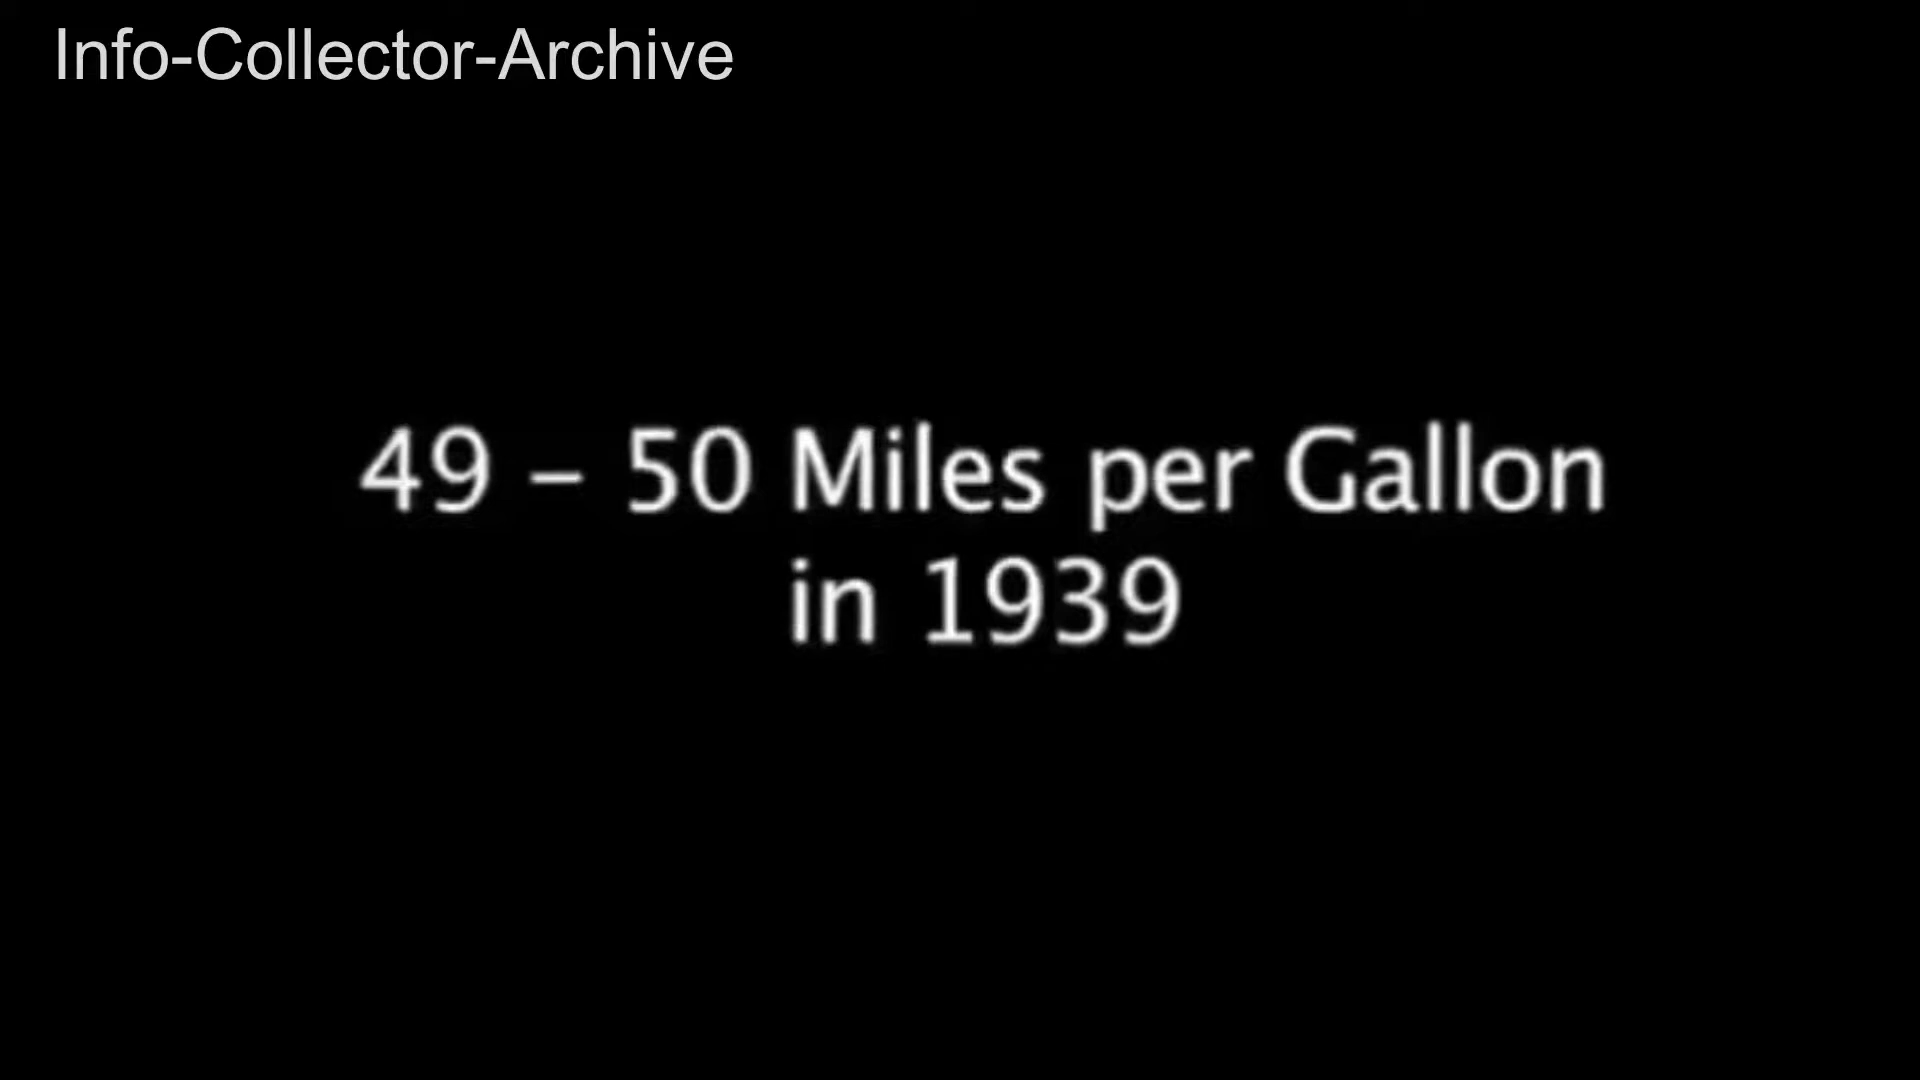 Info-Collector-Archive
49 – 50 Miles per Gallon
in 1939